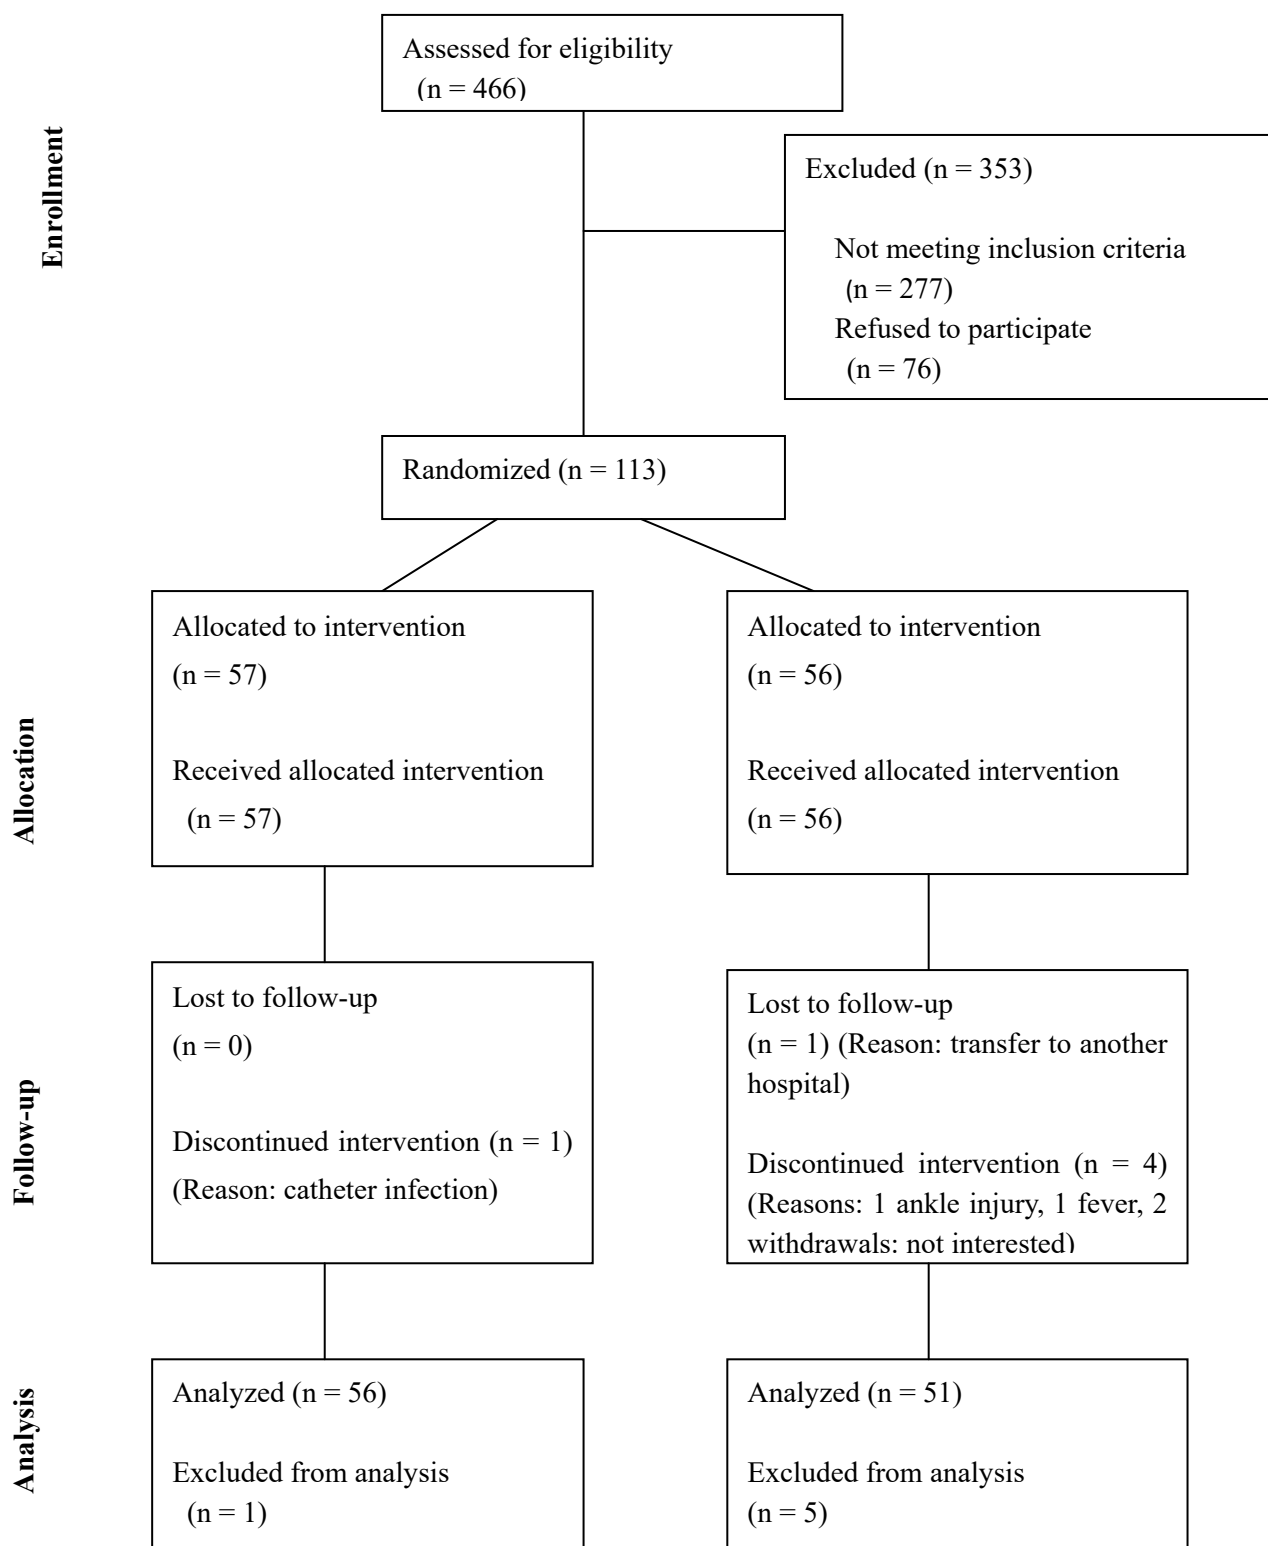 Assessed for eligibility
(n = 466)
Enrollment
Excluded (n = 353)
Not meeting inclusion criteria
(n = 277)
Refused to participate
(n = 76)
Randomized (n = 113)
Allocation
Allocated to intervention
(n = 57)
Received allocated intervention
(n = 57)
Allocated to intervention
(n = 56)
Received allocated intervention
(n = 56)
Follow-up
Lost to follow-up
(n = 0)
Discontinued intervention (n = 1)
(Reason: catheter infection)
Lost to follow-up
(n = 1) (Reason: transfer to another
hospital)
Discontinued intervention (n = 4)
(Reasons: 1 ankle injury, 1 fever, 2
withdrawals: not interested)
Analysis
Analyzed (n = 56)
Excluded from analysis
(n = 1)
Analyzed (n = 51)
Excluded from analysis
(n = 5)